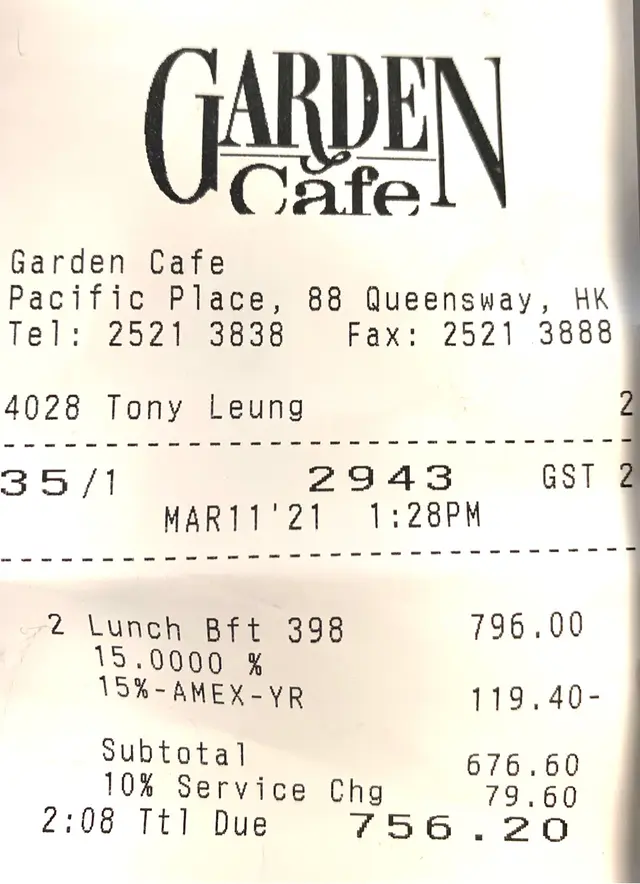 GARDEN
Cafe
Garden Cafe
Pacific Place, 88 Queensway, HK
Tel: 2521 3838 Fax: 2521 3888
4028 Tony Leung 2
35/1 2943 GST 2
MAR11'21 1:28PM
2 Lunch Bft 398 796.00
15.0000 %
15%-AMEX-YR 119.40-
Subtotal 676.60
10% Service Chg 79.60
2:08 Ttl Due 756.20